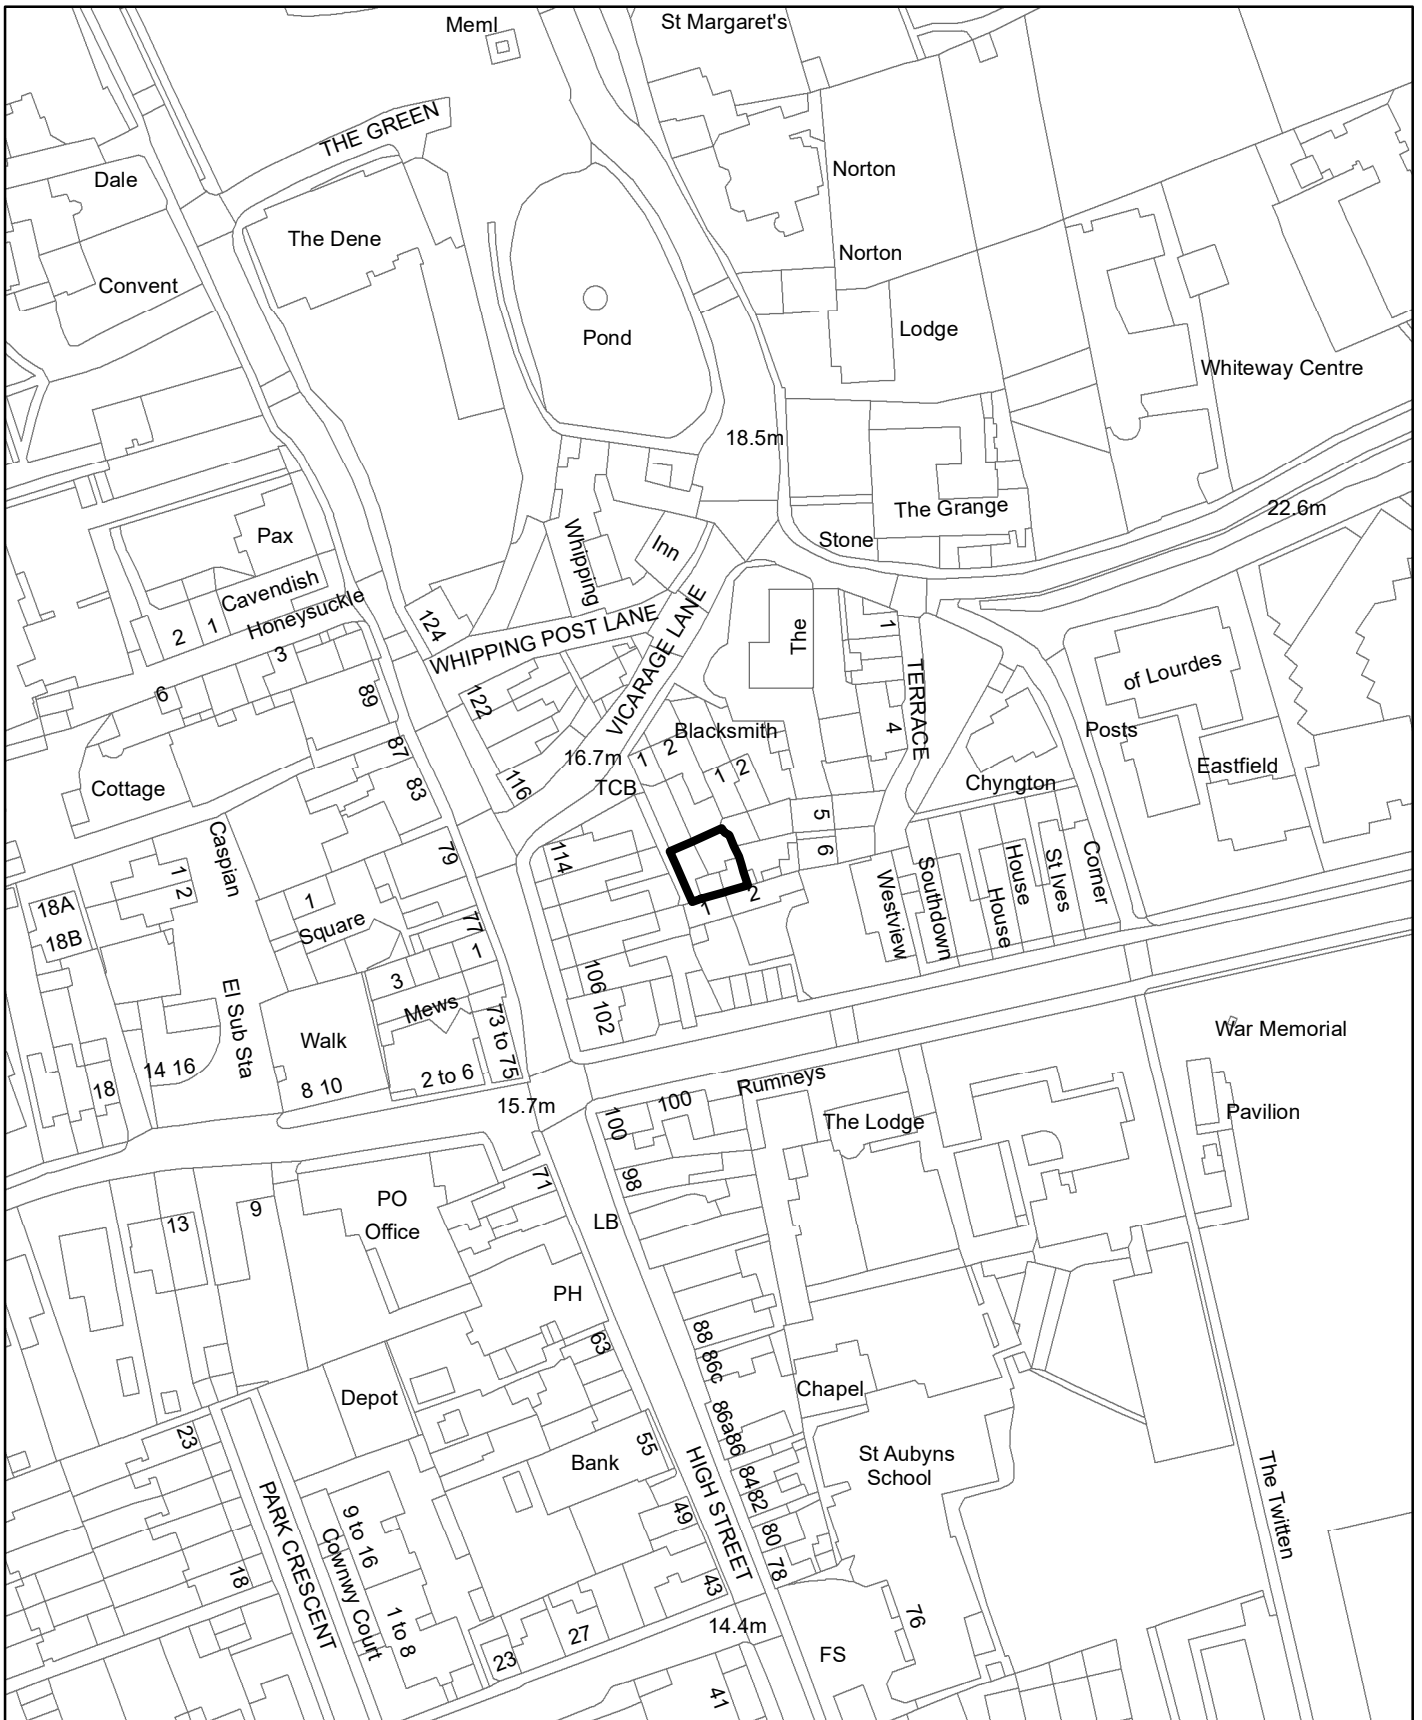 Meml
St Margaret's
THE GREEN
Dale
Norton
The Dene
Norton
Convent
Pond
Lodge
Whiteway Centre
18.5m
The Grange
22.6m
Stone
Pax
Whipping
Inn
Cavendish
Honeysuckle
2
1
3
6
89
124
WHIPPING POST LANE
VICARAGE LANE
The
1
TERRACE
4
of Lourdes
Posts
Eastfield
122
Blacksmith
1
2
1
2
16.7m
TCB
116
87
83
Cottage
Chyngton
5
6
Caspian
79
114
1
2
18A
18B
1
Square
77
1
3
Mews
2
1
Westview
Southdown
House
House
St Ives
Corner
106
102
El Sub Sta
Walk
73 to 75
14 16
18
8 10
2 to 6
15.7m
War Memorial
Rumneys
100
100
The Lodge
Pavilion
98
71
PO
Office
9
13
LB
PH
63
88
86c
Chapel
Depot
86a86
55
Bank
23
St Aubyns
School
84
82
HIGH STREET
49
80
78
The Twitten
PARK CRESCENT
9 to 16
Cownwy Court
1 to 8
18
43
14.4m
76
27
23
FS
41